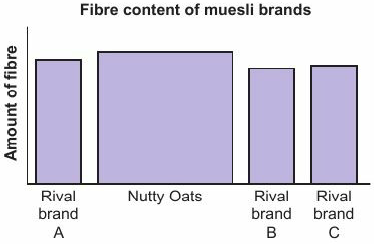 Fibre content of muesli brands
Amount of fibre
Rival
brand
A
Nutty Oats
Rival
brand
B
Rival
brand
C